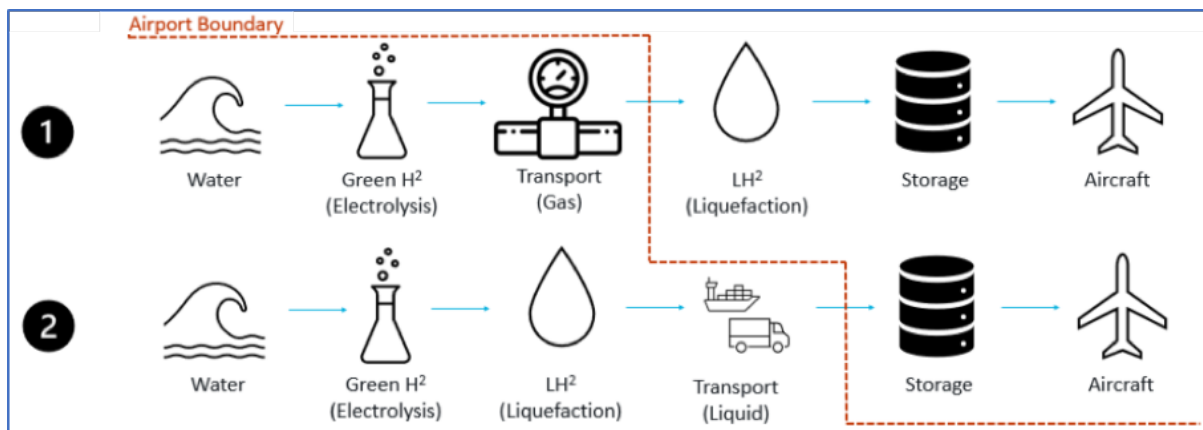 Airport Boundary
1
Water
Green H²
(Electrolysis)
Transport
(Gas)
LH²
(Liquefaction)
Storage
Aircraft
2
Water
Green H²
(Electrolysis)
LH²
(Liquefaction)
Transport
(Liquid)
Storage
Aircraft